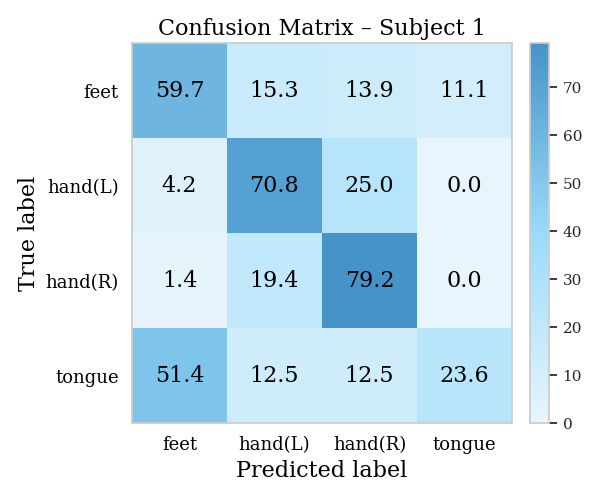 Confusion Matrix – Subject 1
feet 59.7 15.3 13.9 11.1
hand(L) 4.2 70.8 25.0 0.0
hand(R) 1.4 19.4 79.2 0.0
tongue 51.4 12.5 12.5 23.6
feet hand(L) hand(R) tongue
Predicted label
True label
70
60
50
40
30
20
10
0